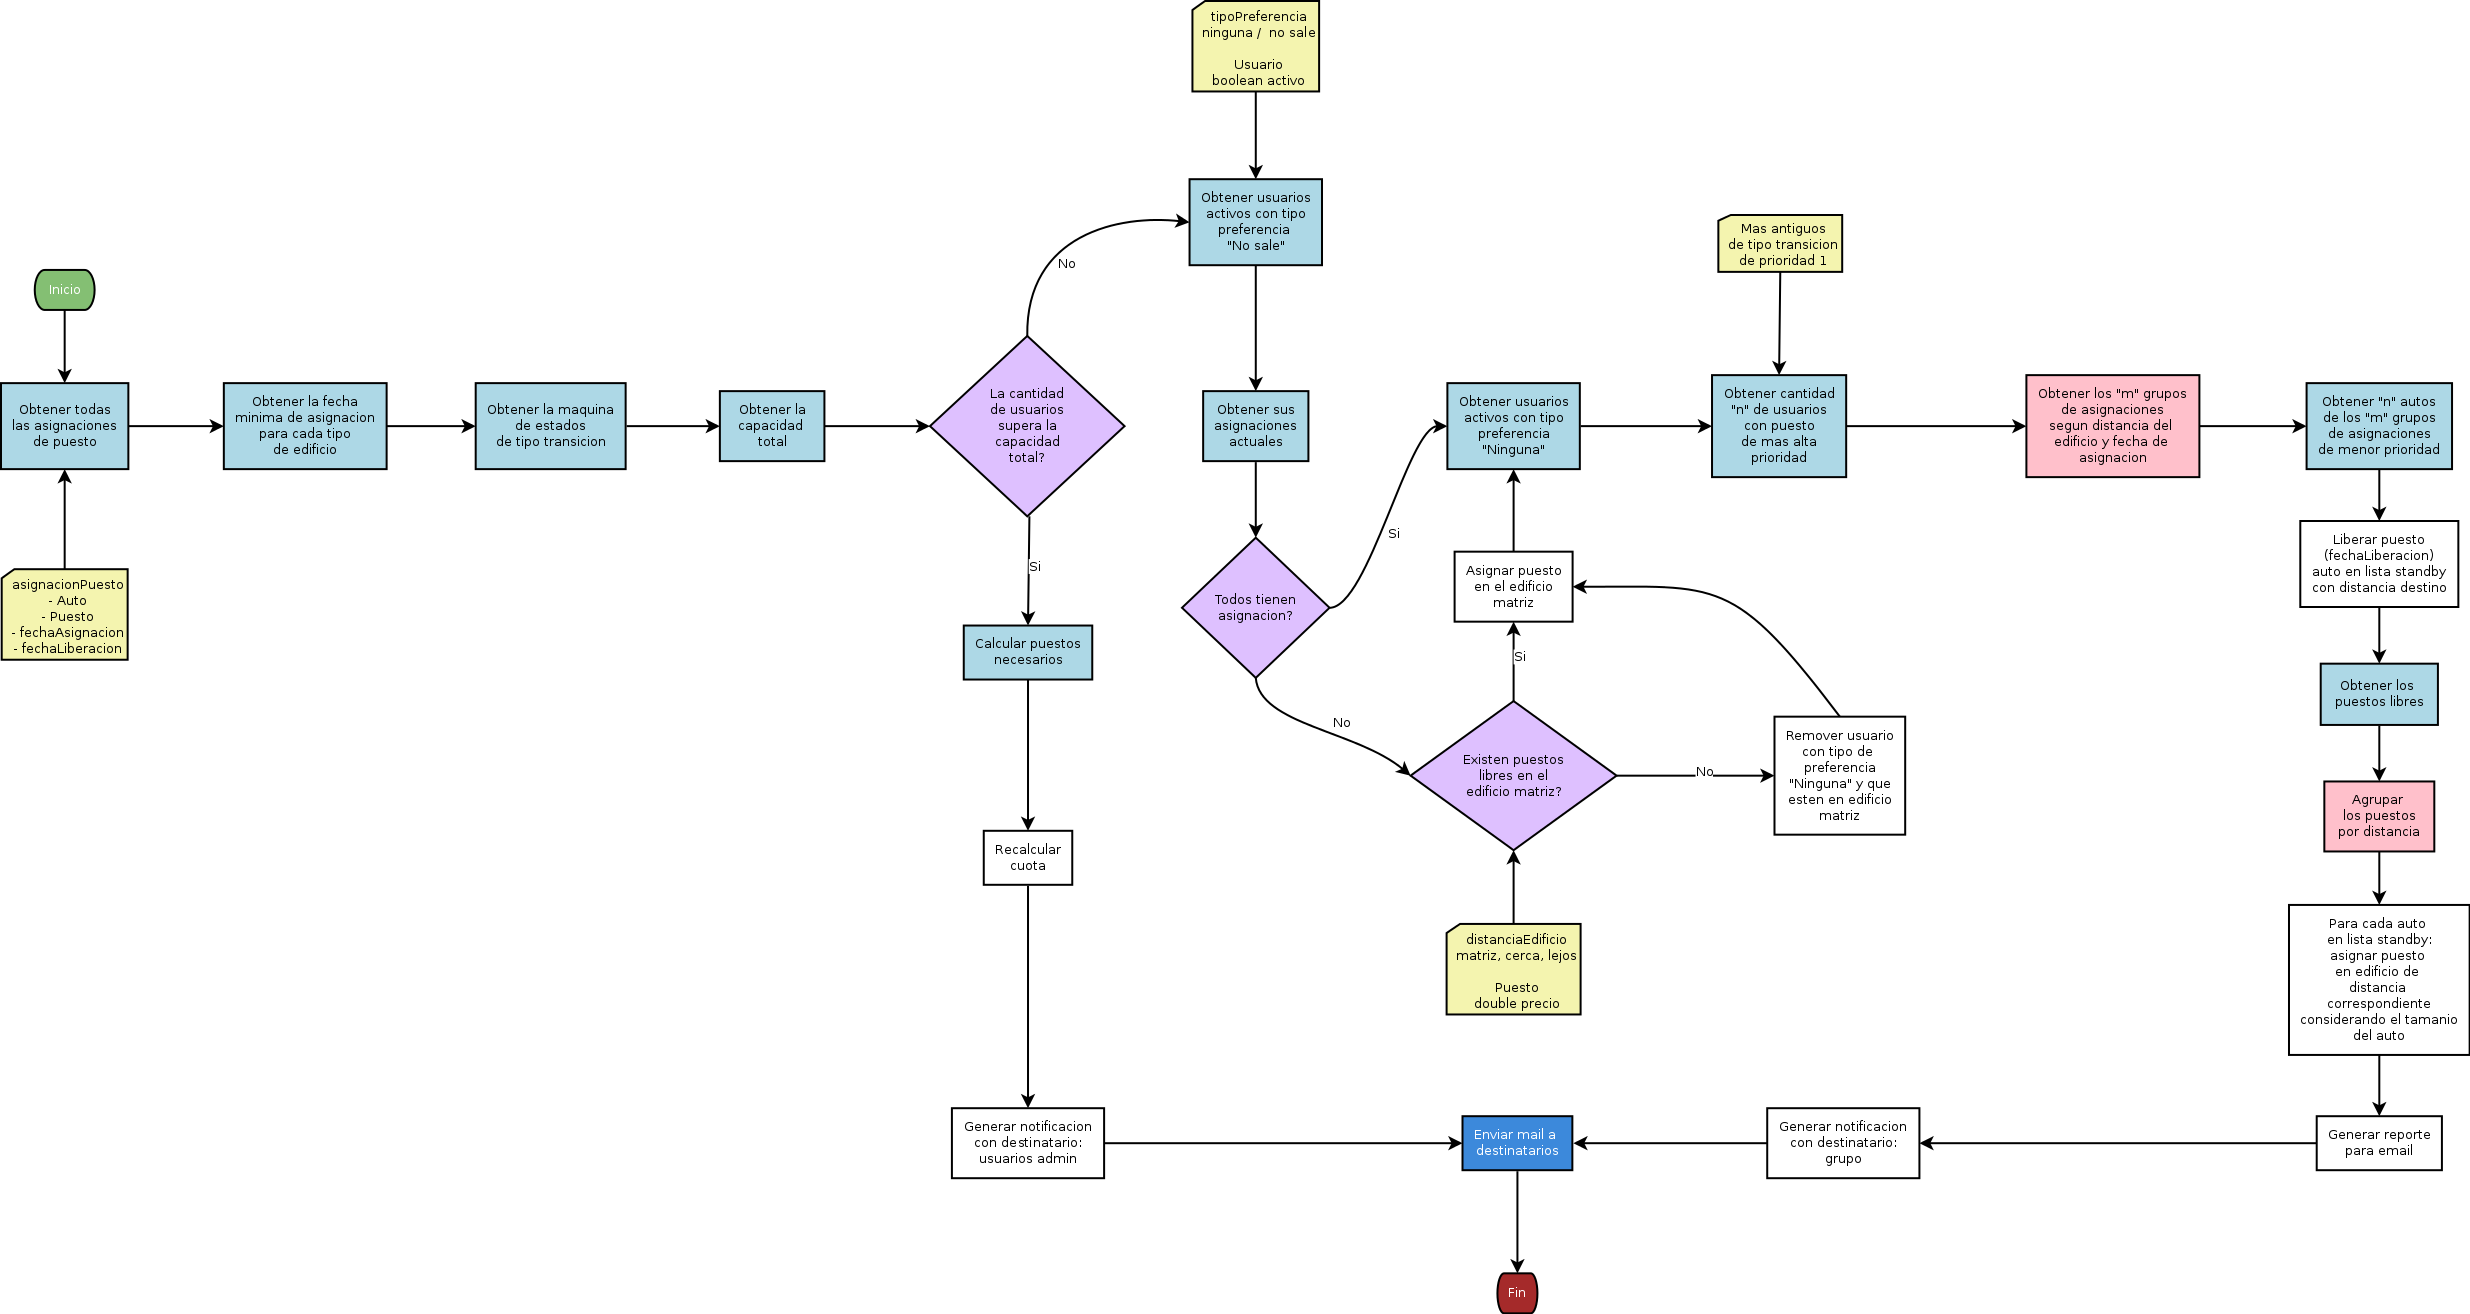 tipoPreferencia
ninguna /  no sale
Usuario
boolean activo
Obtener usuarios
activos con tipo
preferencia
"No sale"
No
Inicio
Mas antiguos
de tipo transicion
de prioridad 1
Obtener todas
las asignaciones
de puesto
Obtener la fecha
minima de asignacion
para cada tipo
de edificio
Obtener la maquina
de estados
de tipo transicion
Obtener la
capacidad
total
La cantidad
de usuarios
supera la
capacidad
total?
Obtener sus
asignaciones
actuales
Obtener usuarios
activos con tipo
preferencia
"Ninguna"
Obtener cantidad
"n" de usuarios
con puesto
de mas alta
prioridad
Obtener los "m" grupos
de asignaciones
segun distancia del
edificio y fecha de
asignacion
Obtener "n" autos
de los "m" grupos
de asignaciones
de menor prioridad
asignacionPuesto
- Auto
- Puesto
- fechaAsignacion
- fechaLiberacion
Si
Si
Todos tienen
asignacion?
Asignar puesto
en el edificio
matriz
Liberar puesto
(fechaLiberacion)
auto en lista standby
con distancia destino
Calcular puestos
necesarios
Si
No
Existen puestos
libres en el
edificio matriz?
No
Remover usuario
con tipo de
preferencia
"Ninguna" y que
esten en edificio
matriz
Obtener los
puestos libres
Agrupar
los puestos
por distancia
Recalcular
cuota
distanciaEdificio
matriz, cerca, lejos
Puesto
double precio
Para cada auto
en lista standby:
asignar puesto
en edificio de
distancia
correspondiente
considerando el tamanio
del auto
Generar notificacion
con destinatario:
usuarios admin
Enviar mail a
destinatarios
Generar notificacion
con destinatario:
grupo
Generar reporte
para email
Fin